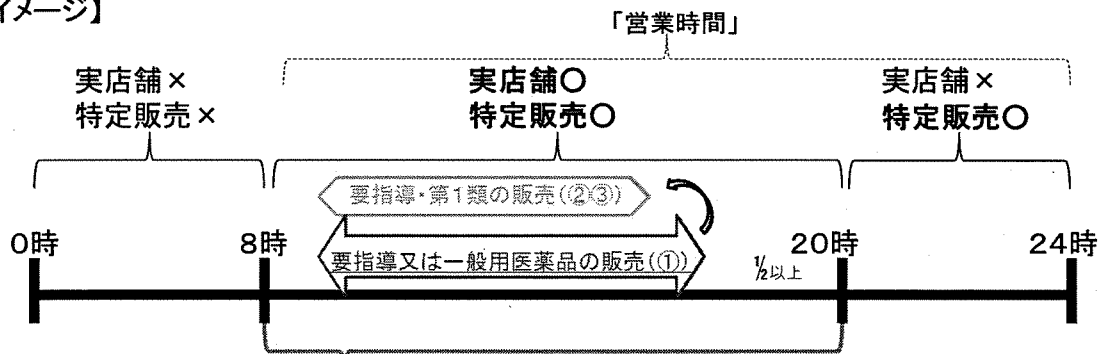 イメージ】
「営業時間」
実店舗× 実店舗〇 実店舗×
特定販売× 特定販売〇 特定販売〇
要指導・第1類の販売(②③)
0時 8時 20時 24時
要指導又は一般用医薬品の販売(①) ½以上